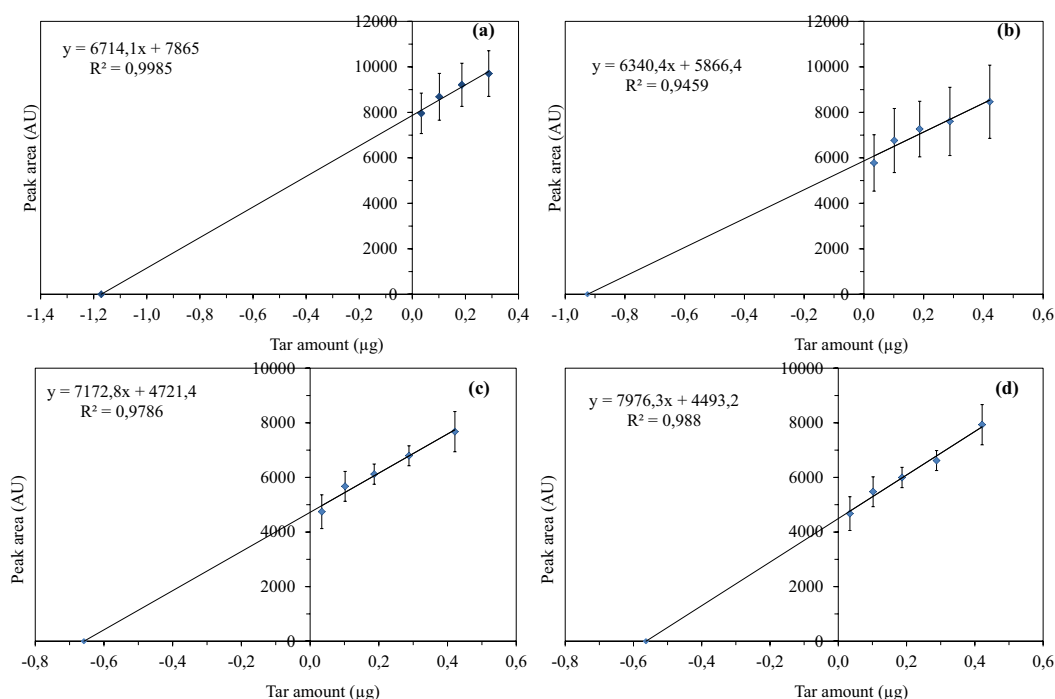 12000
(a)
y = 6714,1x + 7865
R² = 0,9985
10000
8000
6000
4000
2000
0
Peak area (AU)
-1,4 -1,2 -1,0 -0,8 -0,6 -0,4 -0,2 0,0 0,2 0,4
Tar amount (µg)
12000
(b)
y = 6340,4x + 5866,4
R² = 0,9459
10000
8000
6000
4000
2000
0
Peak area (AU)
-1,0 -0,8 -0,6 -0,4 -0,2 0,0 0,2 0,4 0,6
Tar amount (µg)
10000
(c)
y = 7172,8x + 4721,4
R² = 0,9786
8000
6000
4000
2000
0
Peak area (AU)
-0,8 -0,6 -0,4 -0,2 0,0 0,2 0,4 0,6
Tar amount (µg)
10000
(d)
y = 7976,3x + 4493,2
R² = 0,988
8000
6000
4000
2000
0
Peak area (AU)
-0,8 -0,6 -0,4 -0,2 0,0 0,2 0,4 0,6
Tar amount (µg)